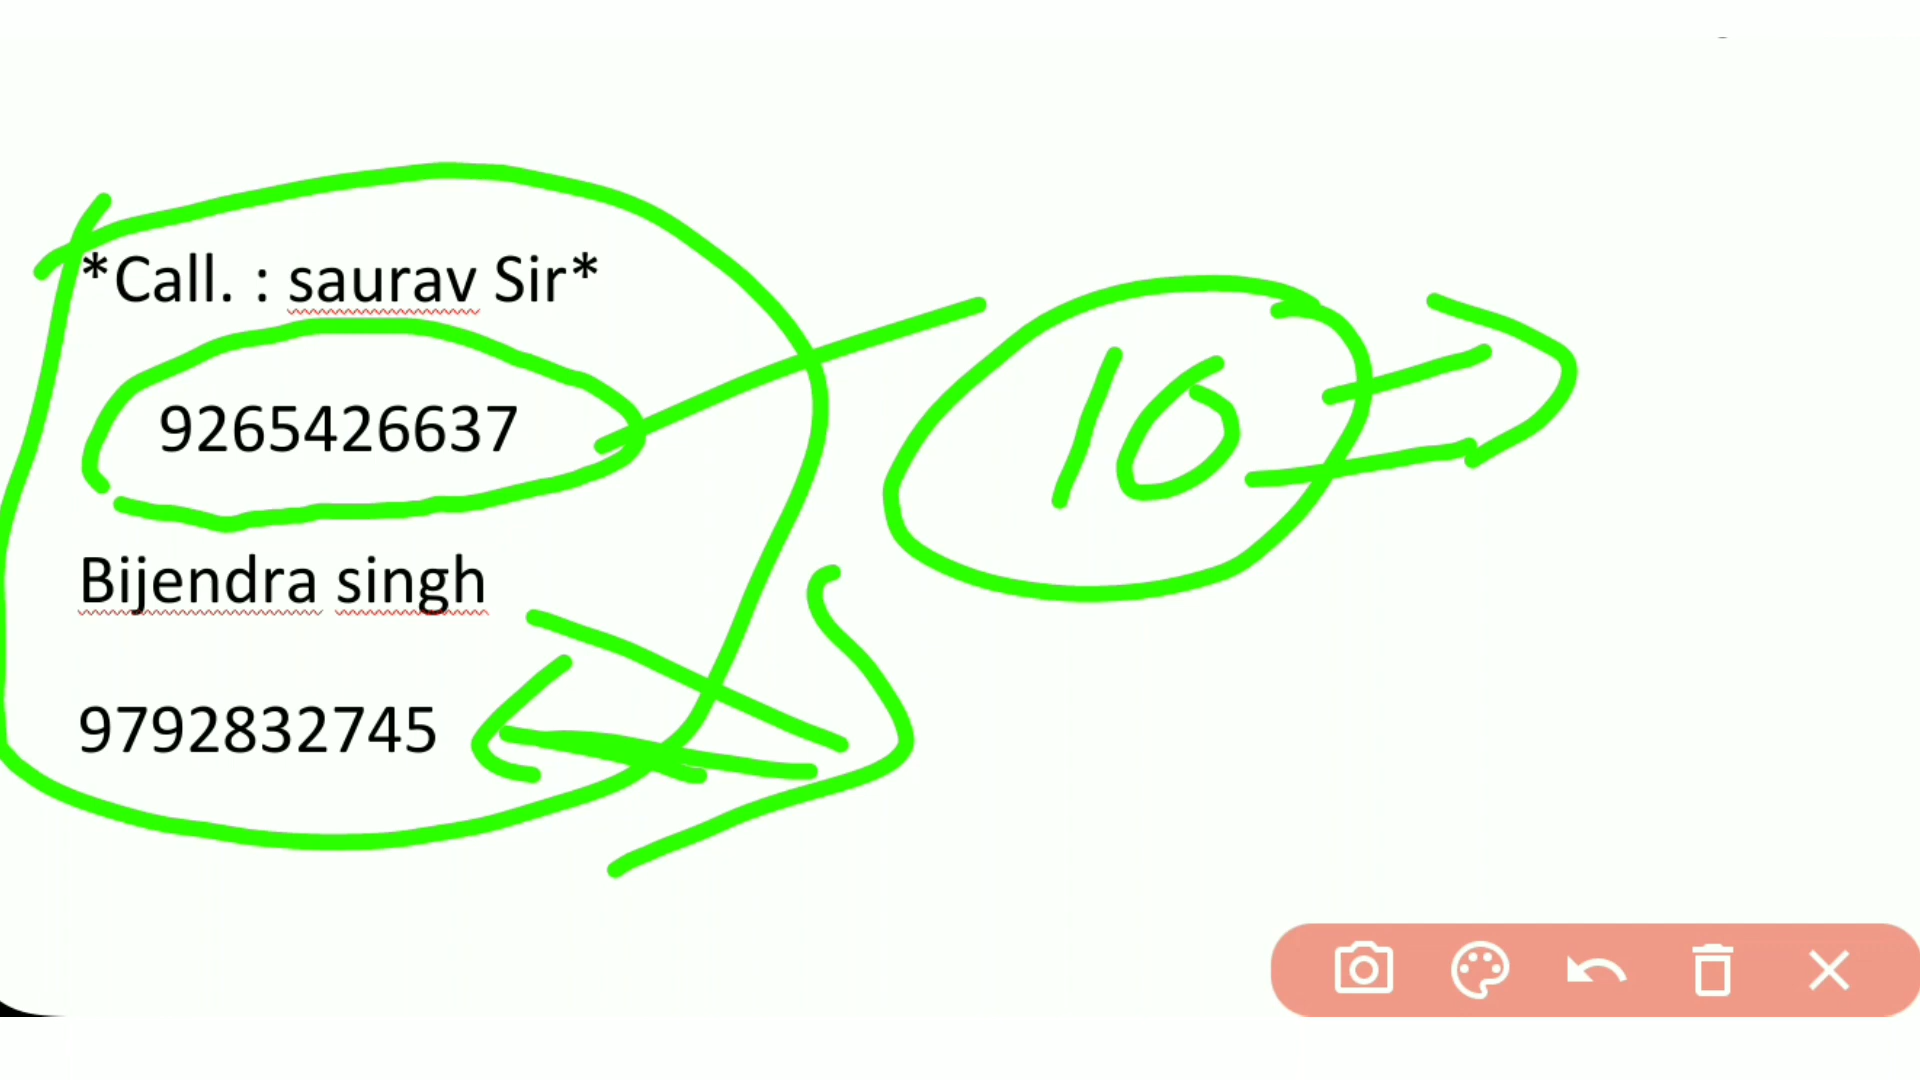 *Call. : saurav Sir*
9265426637
10
Bijendra singh
9792832745